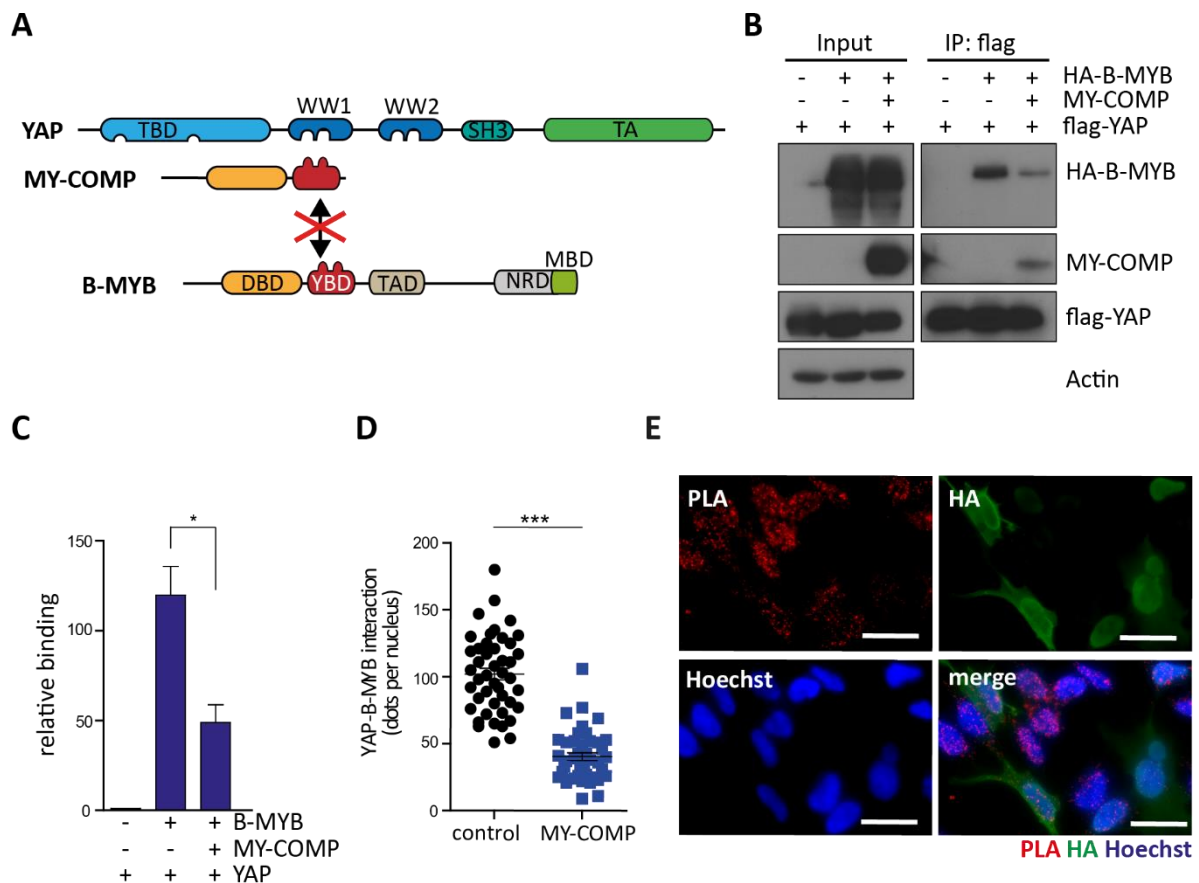 A
YAP
TBD
WW1
WW2
SH3
TA
MY-COMP
B-MYB
DBD
YBD
TAD
NRD
MBD
B
Input
IP: flag
- + + - + + HA-B-MYB
- - + - - + MY-COMP
+ + + + + + flag-YAP
HA-B-MYB
MY-COMP
flag-YAP
Actin
C
relative binding
150
100
50
0
*
- + + B-MYB
- - + MY-COMP
+ + + YAP
D
YAP-B-MYB interaction
(dots per nucleus)
200
150
100
50
0
***
control
MY-COMP
E
PLA
HA
Hoechst
merge
PLA HA Hoechst